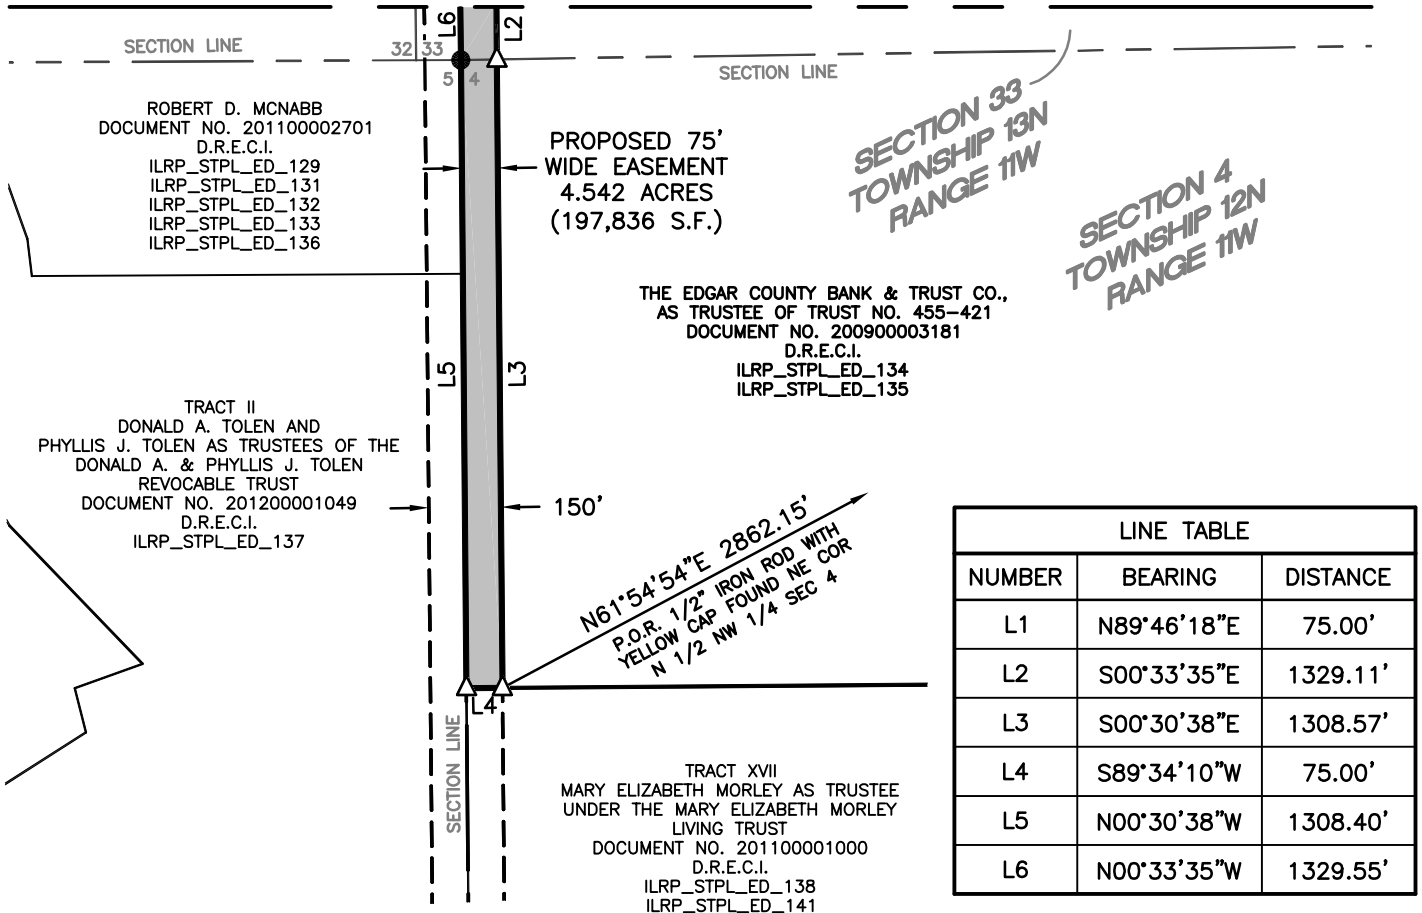 L6
L2
SECTION LINE
32 33
5 4
SECTION LINE
ROBERT D. MCNABB
DOCUMENT NO. 201100002701
D.R.E.C.I.
ILRP_STPL_ED_129
ILRP_STPL_ED_131
ILRP_STPL_ED_132
ILRP_STPL_ED_133
ILRP_STPL_ED_136
PROPOSED 75'
WIDE EASEMENT
4.542 ACRES
(197,836 S.F.)
SECTION 33
TOWNSHIP 13N
RANGE 11W
SECTION 4
TOWNSHIP 12N
RANGE 11W
THE EDGAR COUNTY BANK & TRUST CO.,
AS TRUSTEE OF TRUST NO. 455-421
DOCUMENT NO. 200900003181
D.R.E.C.I.
ILRP_STPL_ED_134
ILRP_STPL_ED_135
L5
L3
TRACT II
DONALD A. TOLEN AND
PHYLLIS J. TOLEN AS TRUSTEES OF THE
DONALD A. & PHYLLIS J. TOLEN
REVOCABLE TRUST
DOCUMENT NO. 201200001049
D.R.E.C.I.
ILRP_STPL_ED_137
150'
N61°54'54"E 2862.15'
P.O.R. 1/2" IRON ROD WITH
YELLOW CAP FOUND NE COR
N 1/2 NW 1/4 SEC 4
L4
SECTION LINE
TRACT XVII
MARY ELIZABETH MORLEY AS TRUSTEE
UNDER THE MARY ELIZABETH MORLEY
LIVING TRUST
DOCUMENT NO. 201100001000
D.R.E.C.I.
ILRP_STPL_ED_138
ILRP_STPL_ED_141
LINE TABLE
NUMBER BEARING DISTANCE
L1 N89°46'18"E 75.00'
L2 S00°33'35"E 1329.11'
L3 S00°30'38"E 1308.57'
L4 S89°34'10"W 75.00'
L5 N00°30'38"W 1308.40'
L6 N00°33'35"W 1329.55'